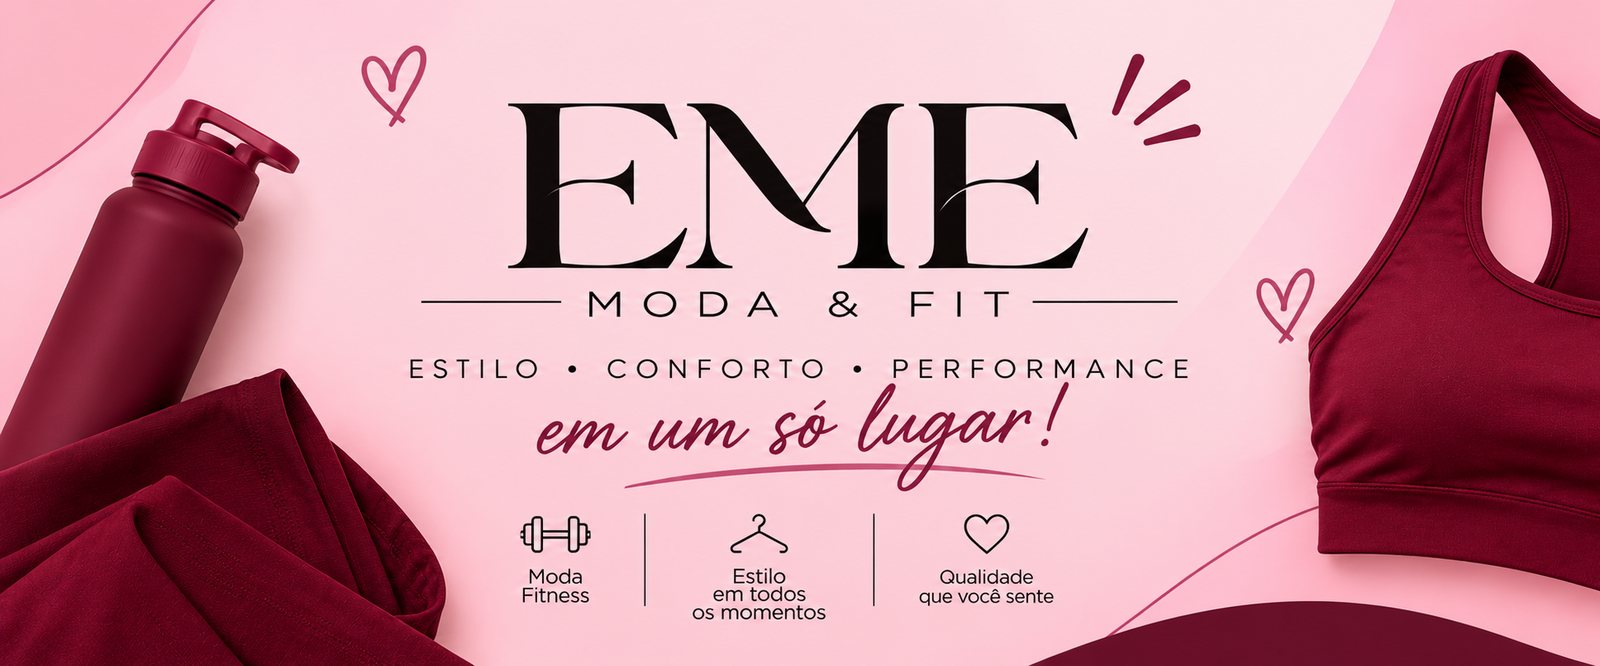 EME
MODA & FIT
ESTILO • CONFORTO • PERFORMANCE
em um só lugar!
Moda
Fitness
Estilo
em todos
os momentos
Qualidade
que você sente